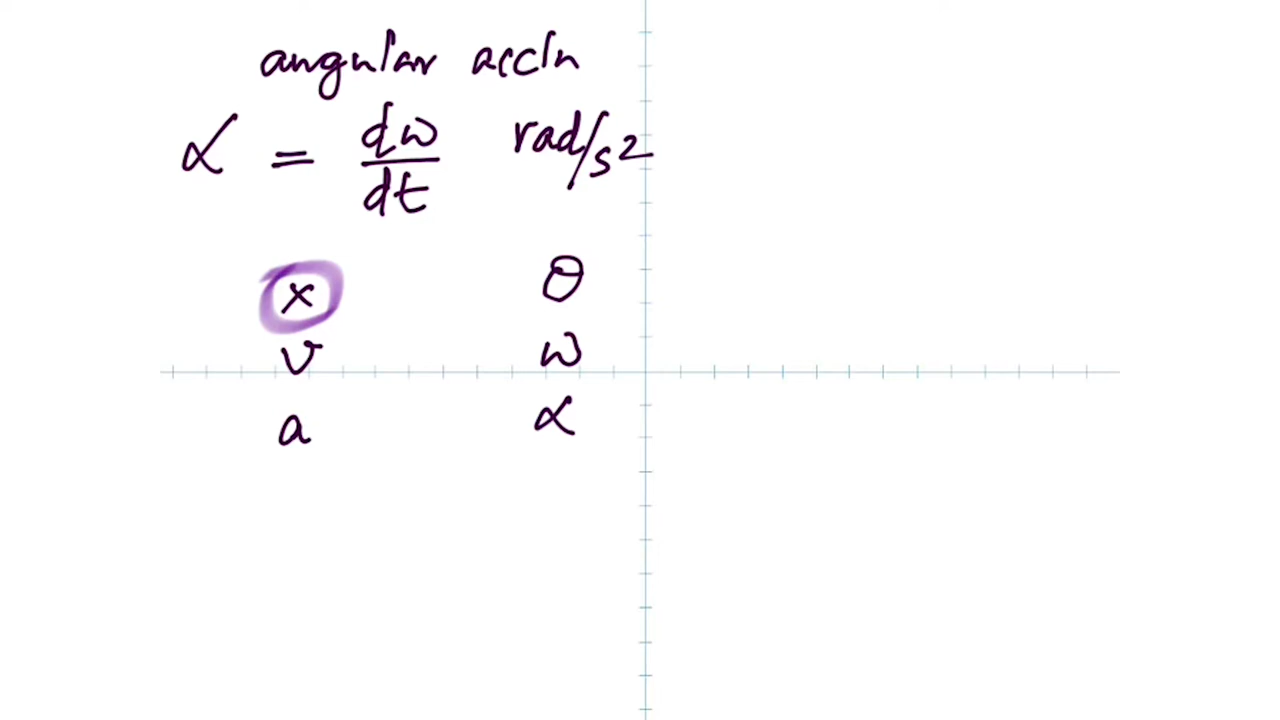 angular accln
α = dω/dt rad/s2
x θ
v ω
a α